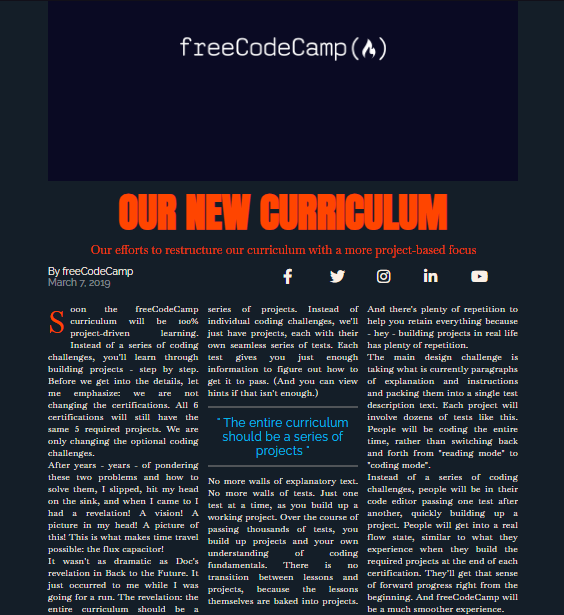 freeCodeCamp(🔥)
OUR NEW CURRICULUM
Our efforts to restructure our curriculum with a more project-based focus
By freeCodeCamp
March 7, 2019
Soon the freeCodeCamp
curriculum will be 100%
project-driven learning.
Instead of a series of coding
challenges, you'll learn through
building projects - step by step.
Before we get into the details, let
me emphasize: we are not
changing the certifications. All 6
certifications will still have the
same 5 required projects. We are
only changing the optional coding
challenges.
After years - years - of pondering
these two problems and how to
solve them, I slipped, hit my head
on the sink, and when I came to I
had a revelation! A vision! A
picture in my head! A picture of
this! This is what makes time travel
possible: the flux capacitor!
It wasn't as dramatic as Doc's
revelation in Back to the Future. It
just occurred to me while I was
going for a run. The revelation: the
entire curriculum should be a
series of projects. Instead of
individual coding challenges, we'll
just have projects, each with their
own seamless series of tests. Each
test gives you just enough
information to figure out how to
get it to pass. (And you can view
hints if that isn't enough.)
" The entire curriculum
should be a series of
projects "
No more walls of explanatory text.
No more walls of tests. Just one
test at a time, as you build up a
working project. Over the course of
passing thousands of tests, you
build up projects and your own
understanding of coding
fundamentals. There is no
transition between lessons and
projects, because the lessons
themselves are baked into projects.
And there's plenty of repetition to
help you retain everything because
- hey - building projects in real life
has plenty of repetition.
The main design challenge is
taking what is currently paragraphs
of explanation and instructions
and packing them into a single test
description text. Each project will
involve dozens of tests like this.
People will be coding the entire
time, rather than switching back
and forth from "reading mode" to
"coding mode".
Instead of a series of coding
challenges, people will be in their
code editor passing one test after
another, quickly building up a
project. People will get into a real
flow state, similar to what they
experience when they build the
required projects at the end of each
certification. They'll get that sense
of forward progress right from the
beginning. And freeCodeCamp will
be a much smoother experience.